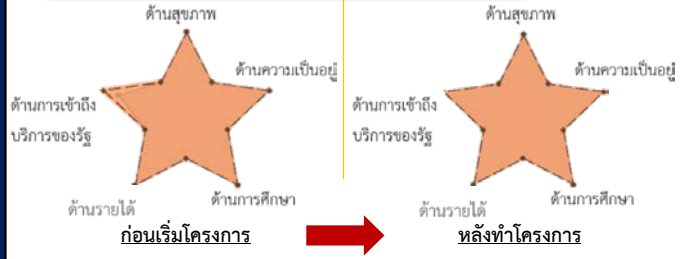 ด้านสุขภาพ
ด้านความเป็นอยู่
ด้านการเข้าถึง
บริการของรัฐ
ด้านรายได้
ด้านการศึกษา
ก่อนเริ่มโครงการ
ด้านสุขภาพ
ด้านความเป็นอยู่
ด้านการเข้าถึง
บริการของรัฐ
ด้านรายได้
ด้านการศึกษา
หลังทำโครงการ